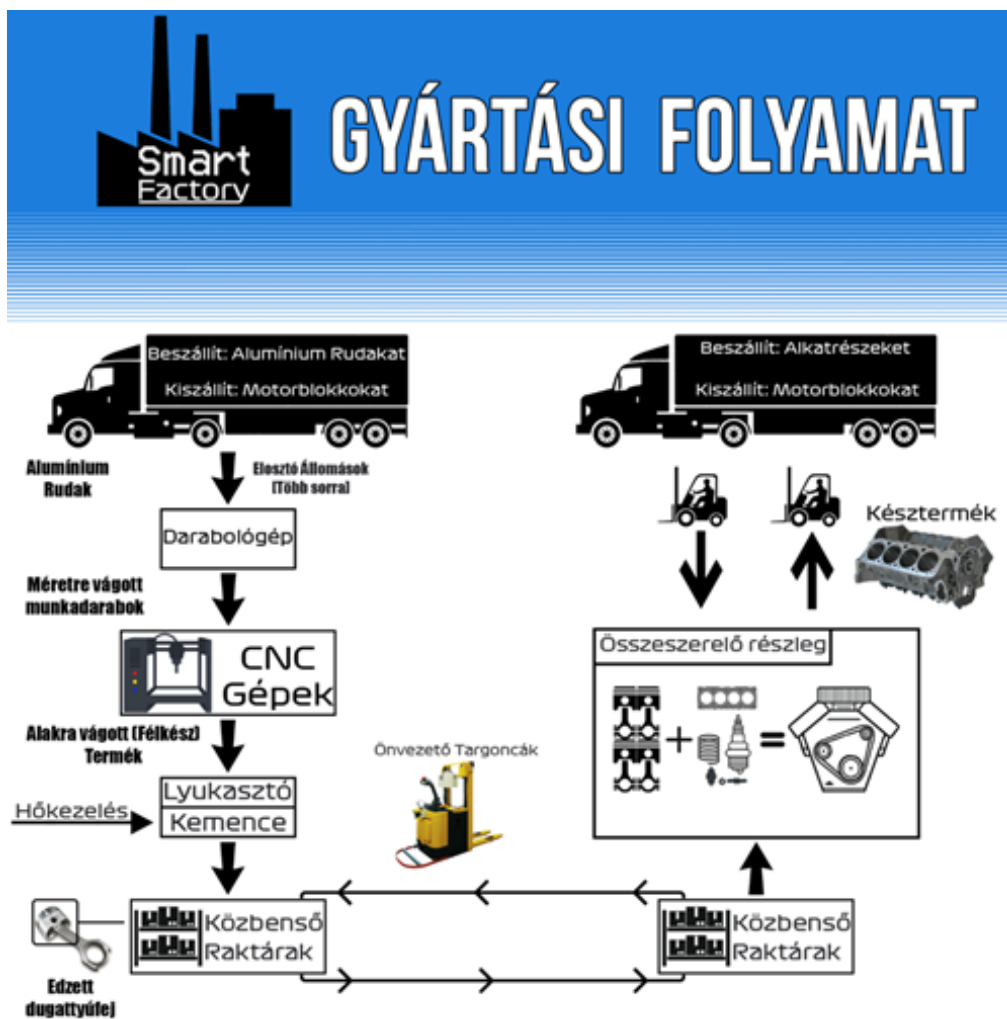 Smart
Factory
GYÁRTÁSI FOLYAMAT
Beszállít: Alumínium Rudakat
Kiszállít: Motorblokkokat
Beszállít: Alkatrészeket
Kiszállít: Motorblokkokat
Alumínium
Rudak
Elosztó Állomások
(Több sorra)
Darabológép
Késztermék
Méretre vágott
munkadarabok
Összeszerelő részleg
CNC
Gépek
Alakra vágott (Félkész)
Termék
Önvezető Targoncák
Hőkezelés
Lyukasztó
Kemence
Közbenső
Raktárak
Közbenső
Raktárak
Edzett
dugattyúfej